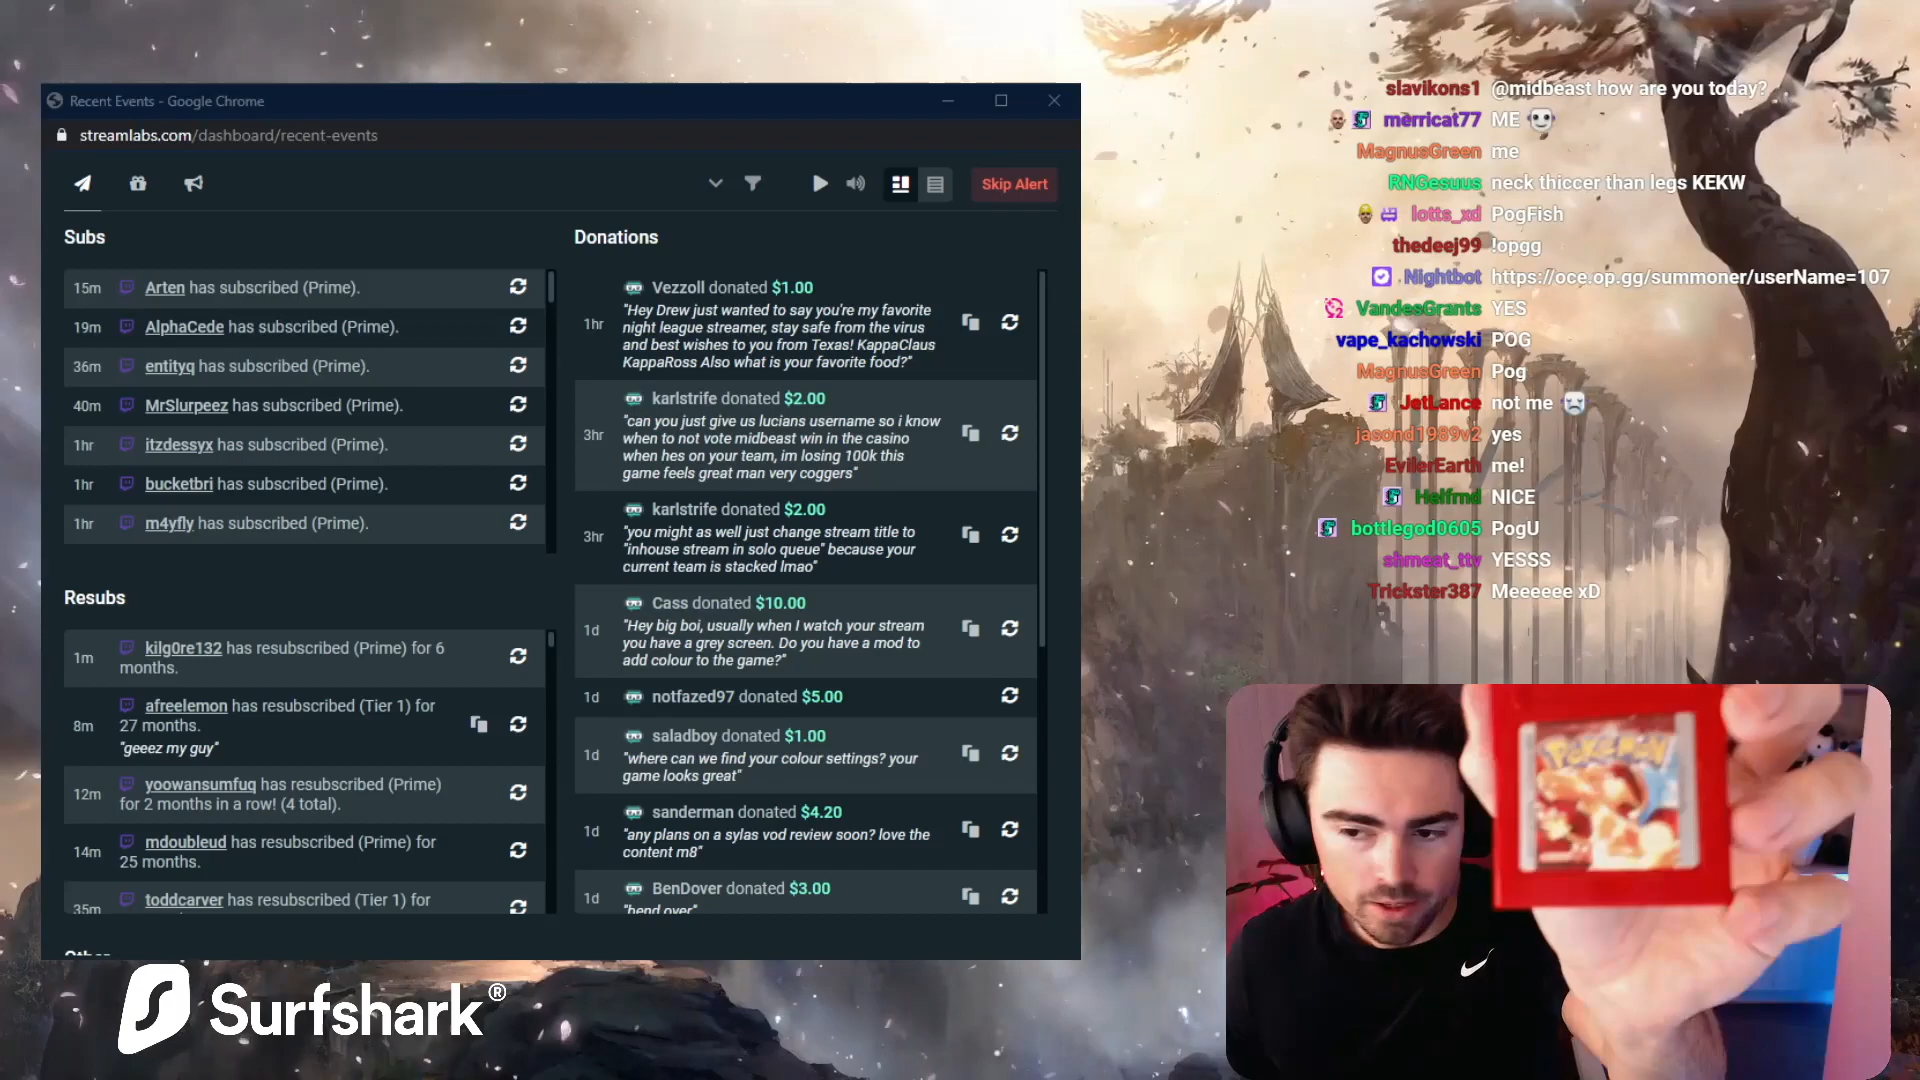 Recent Events - Google Chrome
streamlabs.com/dashboard/recent-events
Skip Alert
Subs
15m Arten has subscribed (Prime).
19m AlphaCede has subscribed (Prime).
36m entityq has subscribed (Prime).
40m MrSlurpeez has subscribed (Prime).
1hr itzdessyx has subscribed (Prime).
1hr bucketbri has subscribed (Prime).
1hr m4yfly has subscribed (Prime).
Resubs
1m kilg0re132 has resubscribed (Prime) for 6
months.
8m afreelemon has resubscribed (Tier 1) for
27 months.
"geeez my guy"
12m yoowansumfuq has resubscribed (Prime)
for 2 months in a row! (4 total).
14m mdoubleud has resubscribed (Prime) for
25 months.
35m toddcarver has resubscribed (Tier 1) for
Other
Donations
Vezzoll donated $1.00
1hr "Hey Drew just wanted to say you're my favorite
night league streamer, stay safe from the virus
and best wishes to you from Texas! KappaClaus
KappaRoss Also what is your favorite food?"
karlstrife donated $2.00
3hr "can you just give us lucians username so i know
when to not vote midbeast win in the casino
when hes on your team, im losing 100k this
game feels great man very coggers"
karlstrife donated $2.00
3hr "you might as well just change stream title to
"inhouse stream in solo queue" because your
current team is stacked lmao"
Cass donated $10.00
1d "Hey big boi, usually when I watch your stream
you have a grey screen. Do you have a mod to
add colour to the game?"
1d notfazed97 donated $5.00
saladboy donated $1.00
1d "where can we find your colour settings? your
game looks great"
sanderman donated $4.20
1d "any plans on a sylas vod review soon? love the
content m8"
BenDover donated $3.00
1d "bend over"
slavikons1 @midbeast how are you today?
merricat77 ME
MagnusGreen me
RNGesuus neck thiccer than legs KEKW
lotts_xd PogFish
thedeej99 !opgg
Nightbot https://oce.op.gg/summoner/userName=107
VandesGrants YES
vape_kachowski POG
MagnusGreen Pog
JetLance not me
jasond1989v2 yes
EvilerEarth me!
Helfrnd NICE
bottlegod0605 PogU
shmeat_ttv YESSS
Trickster387 Meeeeee xD
POKEMON
Surfshark®